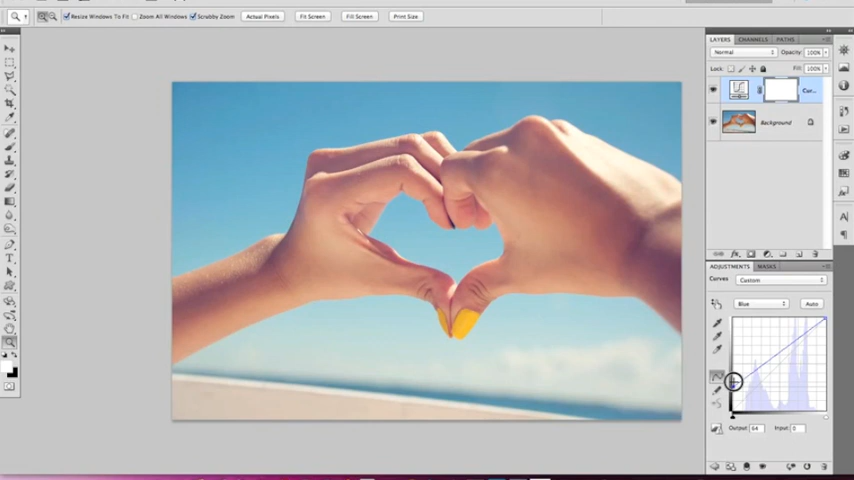 Resize Windows To Fit Zoom All Windows Scrubby Zoom Actual Pixels Fit Screen Fill Screen Print Size
LAYERS CHANNELS PATHS
Normal Opacity: 100%
Lock: Fill: 100%
Cur...
Background
ADJUSTMENTS MASKS
Curves Custom
Blue Auto
Output: 64 Input: 0